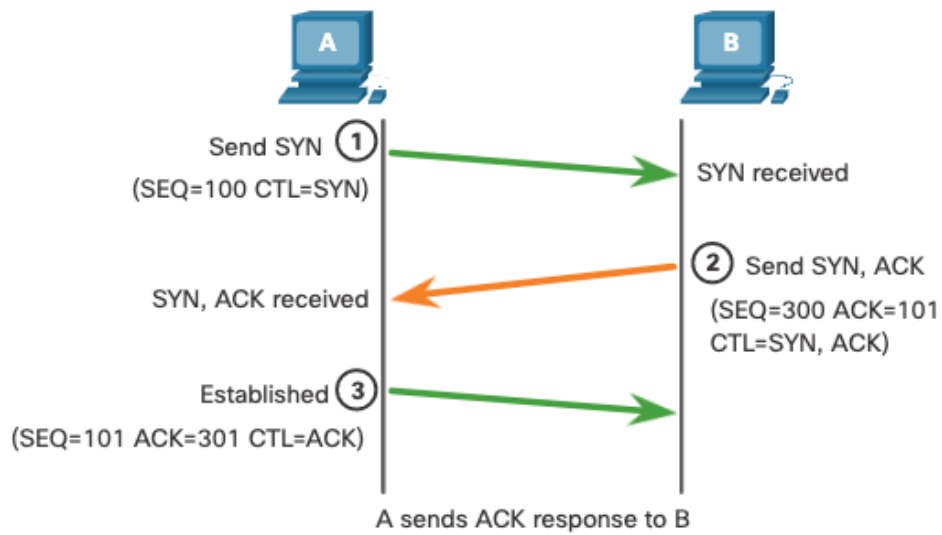 A
B
Send SYN 1
(SEQ=100 CTL=SYN)
SYN received
2 Send SYN, ACK
(SEQ=300 ACK=101
CTL=SYN, ACK)
SYN, ACK received
Established 3
(SEQ=101 ACK=301 CTL=ACK)
A sends ACK response to B